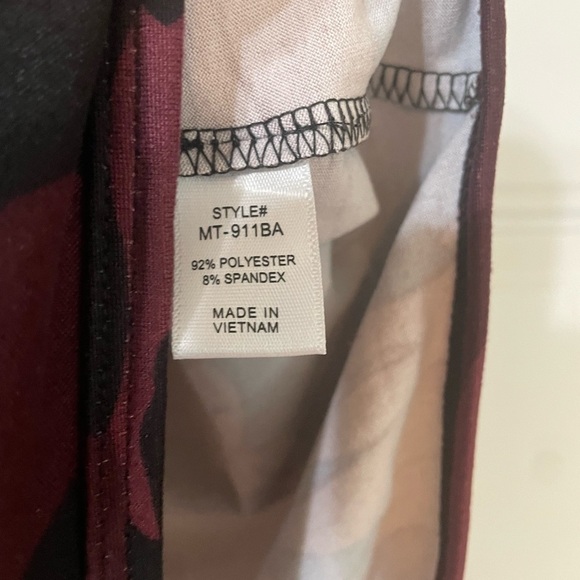 STYLE#
MT-911BA
92% POLYESTER
8% SPANDEX
MADE IN
VIETNAM